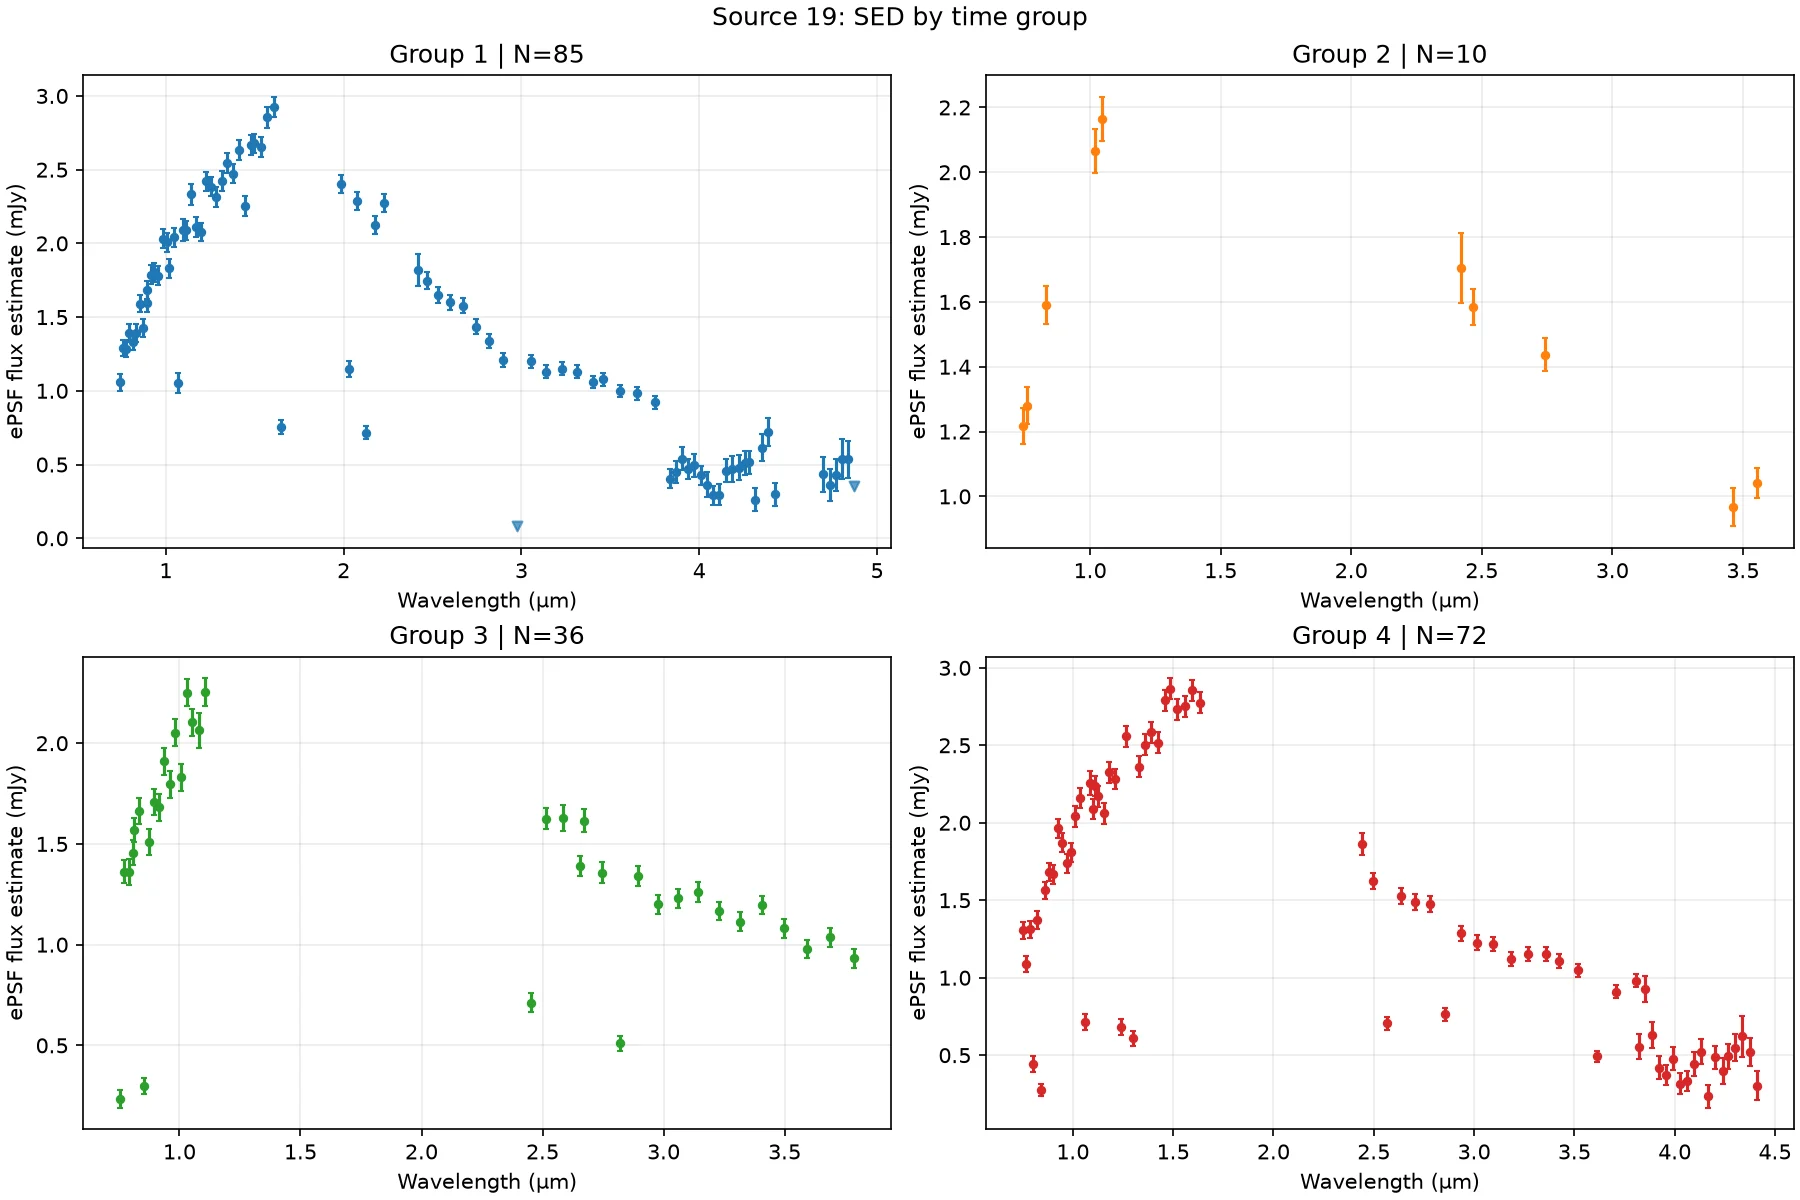 Source 19: SED by time group
Group 1 | N=85
3.0
2.5
2.0
1.5
1.0
0.5
0.0
ePSF flux estimate (mJy)
1 2 3 4 5
Wavelength (µm)
Group 2 | N=10
2.2
2.0
1.8
1.6
1.4
1.2
1.0
ePSF flux estimate (mJy)
1.0 1.5 2.0 2.5 3.0 3.5
Wavelength (µm)
Group 3 | N=36
2.0
1.5
1.0
0.5
ePSF flux estimate (mJy)
1.0 1.5 2.0 2.5 3.0 3.5
Wavelength (µm)
Group 4 | N=72
3.0
2.5
2.0
1.5
1.0
0.5
ePSF flux estimate (mJy)
1.0 1.5 2.0 2.5 3.0 3.5 4.0 4.5
Wavelength (µm)